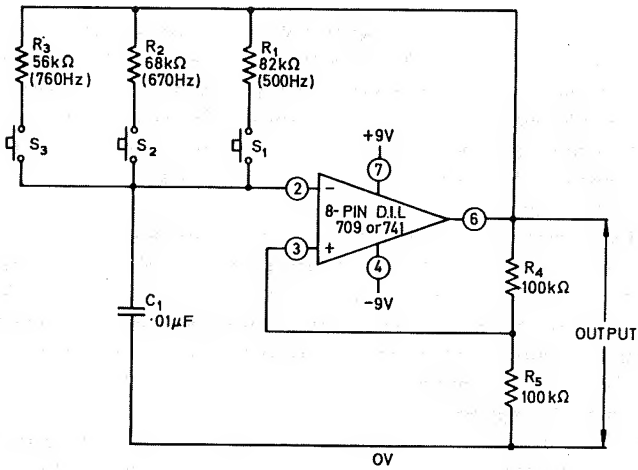 R3
56kΩ
(760Hz)
R2
68kΩ
(670Hz)
R1
82kΩ
(500Hz)
S3
S2
S1
+9V
7
2
-
8-PIN D.I.L
709 or 741
6
3
+
4
-9V
C1
·01μF
R4
100kΩ
OUTPUT
R5
100kΩ
0V